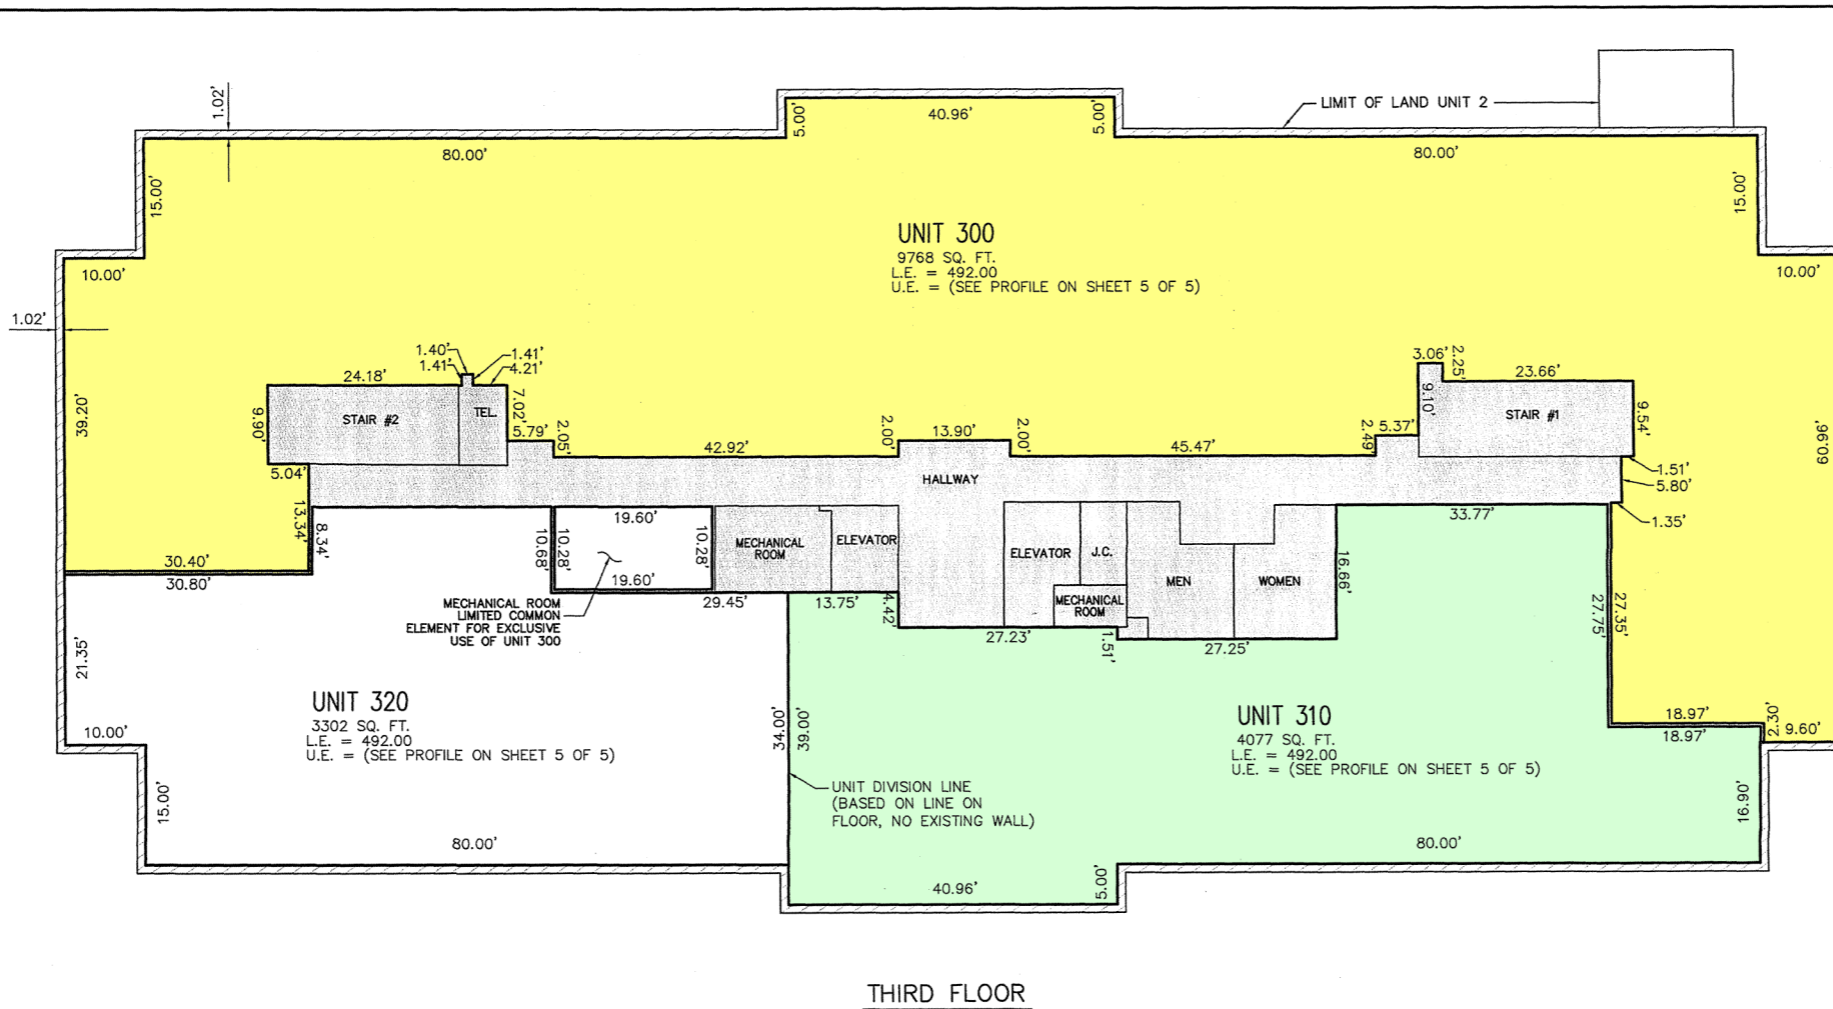 1.02'
5.00'
40.96'
5.00'
LIMIT OF LAND UNIT 2
80.00'
80.00'
15.00'
15.00'
UNIT 300
9768 SQ. FT.
L.E. = 492.00
U.E. = (SEE PROFILE ON SHEET 5 OF 5)
10.00'
10.00'
1.02'
1.40'
1.41'
1.41'
4.21'
24.18'
3.06'
2.25'
23.66'
39.20'
9.90'
STAIR #2
TEL.
7.02'
5.79'
2.05'
42.92'
2.00'
13.90'
2.00'
45.47'
2.49'
5.37'
9.10'
STAIR #1
9.54'
60.96'
5.04'
HALLWAY
1.51'
5.80'
1.35'
13.34'
8.34'
10.68'
10.28'
19.60'
10.28'
19.60'
MECHANICAL
ROOM
ELEVATOR
ELEVATOR
J.C.
MEN
WOMEN
MECHANICAL
ROOM
33.77'
16.66'
27.75'
27.35'
30.40'
30.80'
MECHANICAL ROOM
LIMITED COMMON
ELEMENT FOR EXCLUSIVE
USE OF UNIT 300
29.45'
13.75'
4.42'
27.23'
1.51'
27.25'
21.35'
UNIT 320
3302 SQ. FT.
L.E. = 492.00
U.E. = (SEE PROFILE ON SHEET 5 OF 5)
34.00'
39.00'
UNIT 310
4077 SQ. FT.
L.E. = 492.00
U.E. = (SEE PROFILE ON SHEET 5 OF 5)
18.97'
18.97'
2.30'
9.60'
10.00'
15.00'
UNIT DIVISION LINE
(BASED ON LINE ON
FLOOR, NO EXISTING WALL)
16.90'
80.00'
80.00'
40.96'
5.00'
THIRD FLOOR